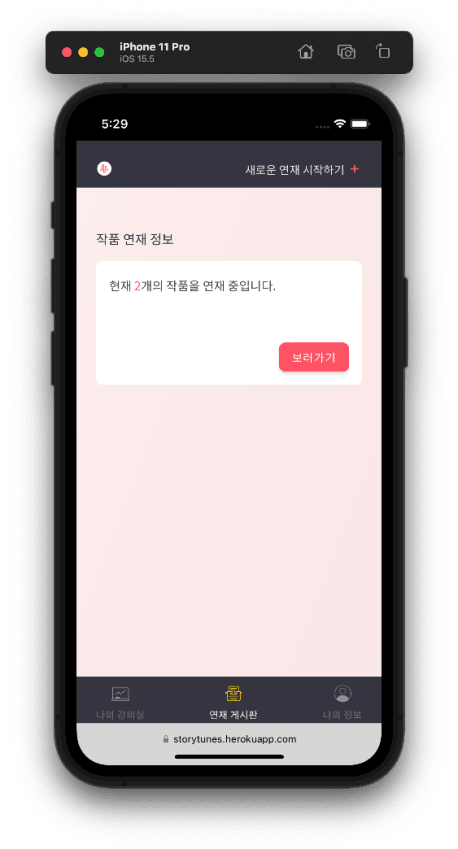 iPhone 11 Pro
iOS 15.5
5:29
새로운 연재 시작하기 +
작품 연재 정보
현재 2개의 작품을 연재 중입니다.
보러가기
나의 강의실
연재 게시판
나의 정보
storytunes.herokuapp.com